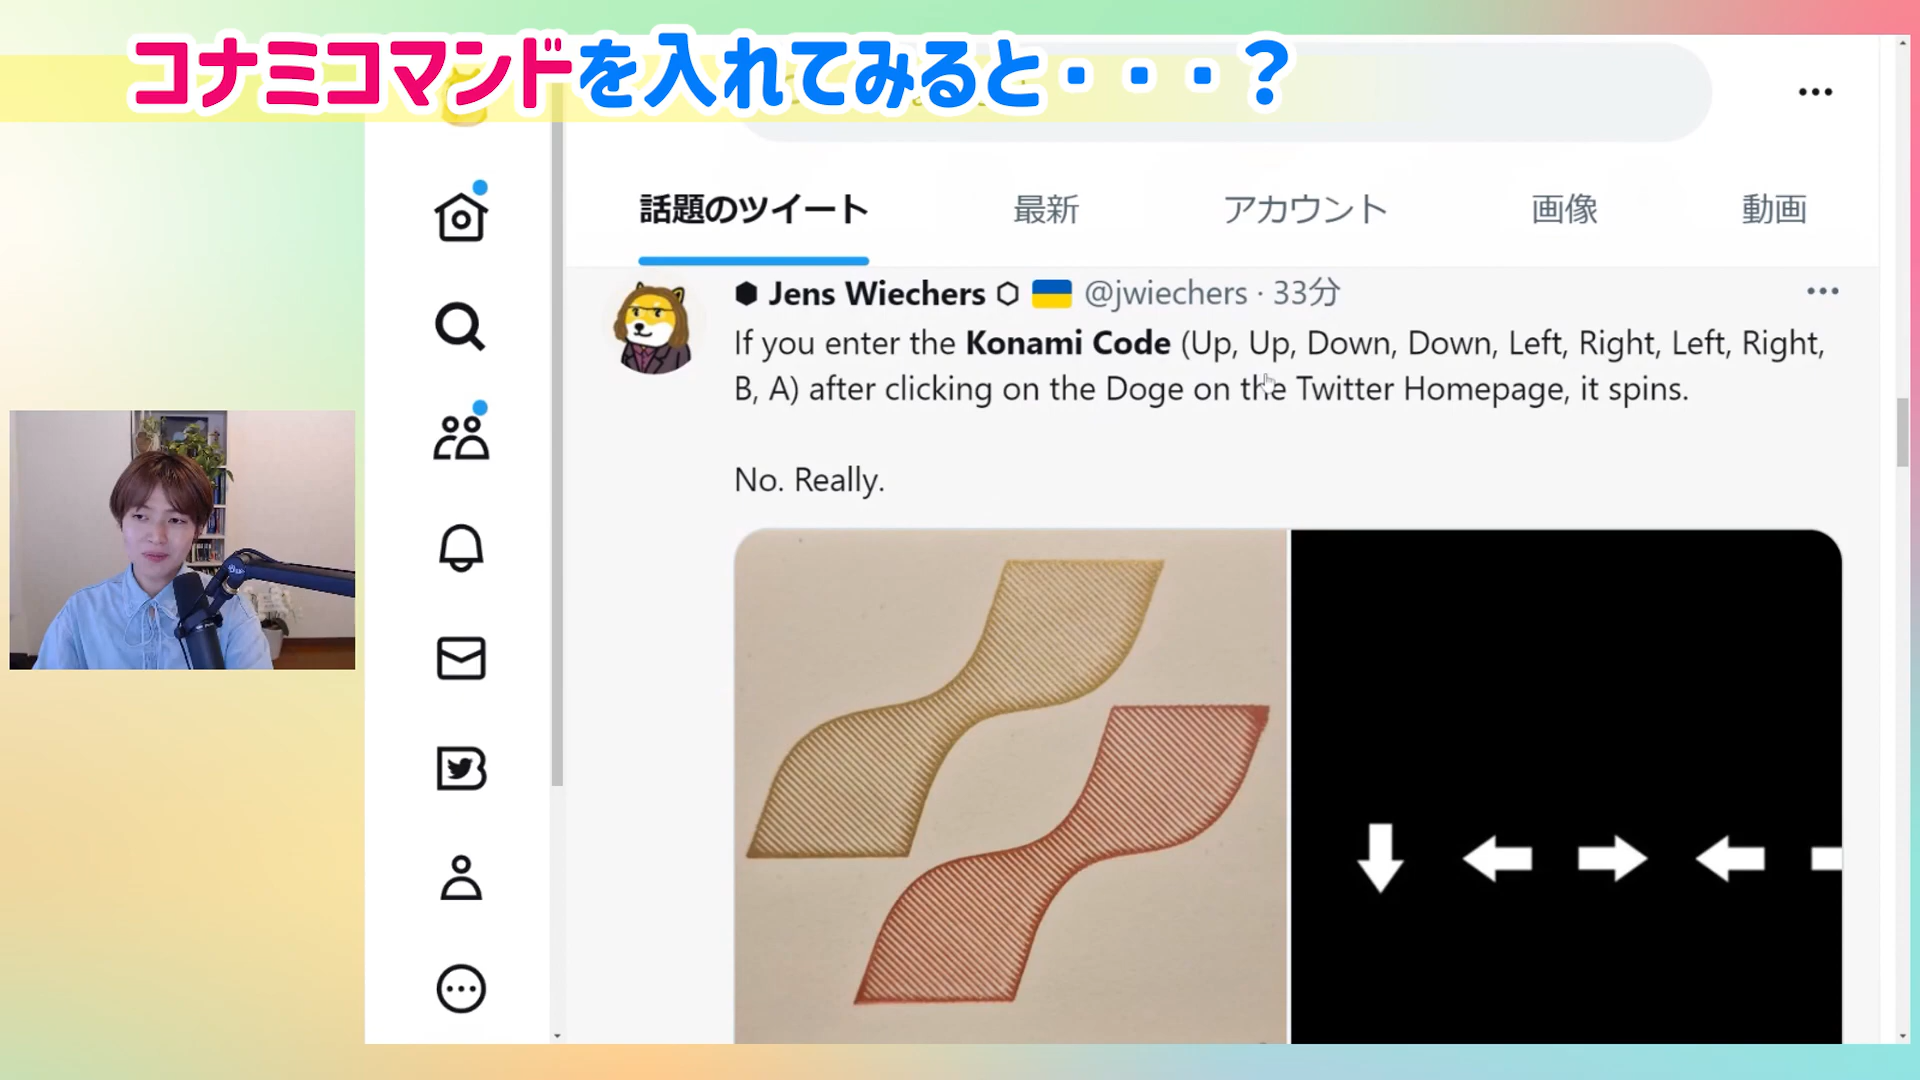 コナミコマンドを入れてみると・・・？
話題のツイート
最新
アカウント
画像
動画
Jens Wiechers @jwiechers · 33分
If you enter the Konami Code (Up, Up, Down, Down, Left, Right, Left, Right,
B, A) after clicking on the Doge on the Twitter Homepage, it spins.
No. Really.